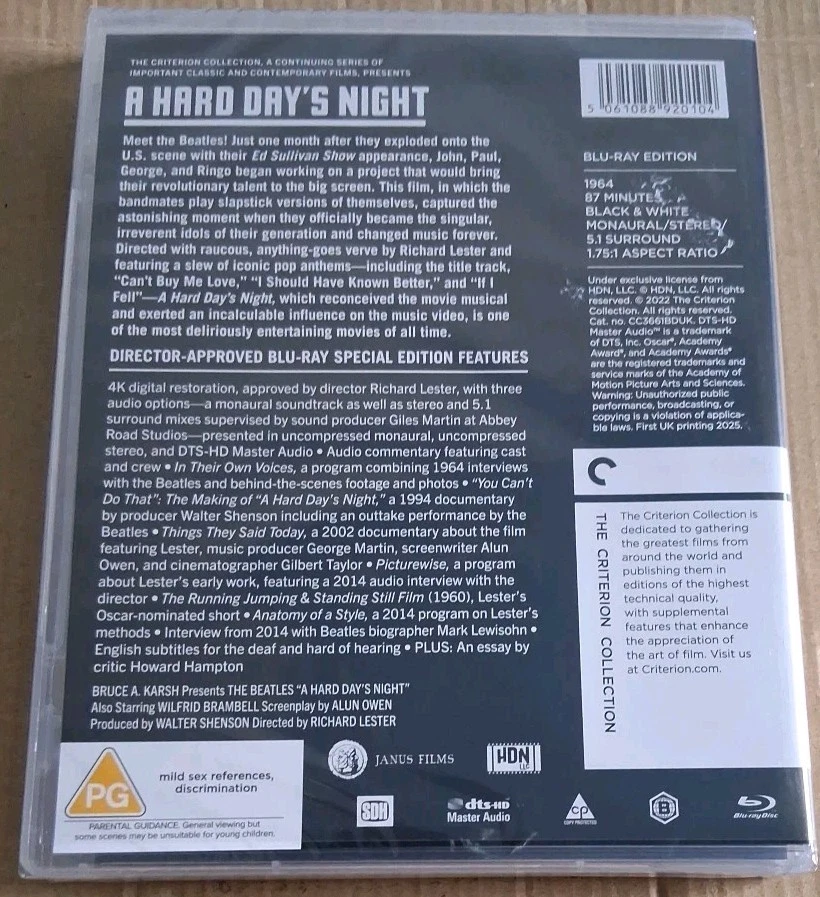 THE CRITERION COLLECTION, A CONTINUING SERIES OF
IMPORTANT CLASSIC AND CONTEMPORARY FILMS, PRESENTS
A HARD DAY'S NIGHT
Meet the Beatles! Just one month after they exploded onto the
U.S. scene with their Ed Sullivan Show appearance, John, Paul,
George, and Ringo began working on a project that would bring
their revolutionary talent to the big screen. This film, in which the
bandmates play slapstick versions of themselves, captured the
astonishing moment when they officially became the singular,
irreverent idols of their generation and changed music forever.
Directed with raucous, anything-goes verve by Richard Lester and
featuring a slew of iconic pop anthems—including the title track,
"Can't Buy Me Love," "I Should Have Known Better," and "If I
Fell"—A Hard Day's Night, which reconceived the movie musical
and exerted an incalculable influence on the music video, is one
of the most deliriously entertaining movies of all time.
DIRECTOR-APPROVED BLU-RAY SPECIAL EDITION FEATURES
4K digital restoration, approved by director Richard Lester, with three
audio options—a monaural soundtrack as well as stereo and 5.1
surround mixes supervised by sound producer Giles Martin at Abbey
Road Studios—presented in uncompressed monaural, uncompressed
stereo, and DTS-HD Master Audio • Audio commentary featuring cast
and crew • In Their Own Voices, a program combining 1964 interviews
with the Beatles and behind-the-scenes footage and photos • "You Can't
Do That": The Making of "A Hard Day's Night," a 1994 documentary
by producer Walter Shenson including an outtake performance by the
Beatles • Things They Said Today, a 2002 documentary about the film
featuring Lester, music producer George Martin, screenwriter Alun
Owen, and cinematographer Gilbert Taylor • Picturewise, a program
about Lester's early work, featuring a 2014 audio interview with the
director • The Running Jumping & Standing Still Film (1960), Lester's
Oscar-nominated short • Anatomy of a Style, a 2014 program on Lester's
methods • Interview from 2014 with Beatles biographer Mark Lewisohn •
English subtitles for the deaf and hard of hearing • PLUS: An essay by
critic Howard Hampton
BRUCE A. KARSH Presents THE BEATLES "A HARD DAY'S NIGHT"
Also Starring WILFRID BRAMBELL Screenplay by ALUN OWEN
Produced by WALTER SHENSON Directed by RICHARD LESTER
PG
mild sex references,
discrimination
PARENTAL GUIDANCE. General viewing but
some scenes may be unsuitable for young children.
JANUS FILMS
HDN
LLC
SDH
dts-HD
Master Audio
CP
COPY PROTECTED
B
Blu-ray Disc
5 061088 920104
BLU-RAY EDITION
1964
87 MINUTES
BLACK & WHITE
MONAURAL/STEREO/
5.1 SURROUND
1.75:1 ASPECT RATIO
Under exclusive license from
HDN, LLC. © HDN, LLC. All rights
reserved. © 2022 The Criterion
Collection. All rights reserved.
Cat. no. CC3661BDUK. DTS-HD
Master Audio™ is a trademark
of DTS, Inc. Oscar®, Academy
Award®, and Academy Awards®
are the registered trademarks and
service marks of the Academy of
Motion Picture Arts and Sciences.
Warning: Unauthorized public
performance, broadcasting, or
copying is a violation of applica-
ble laws. First UK printing 2025.
THE CRITERION COLLECTION
The Criterion Collection is
dedicated to gathering
the greatest films from
around the world and
publishing them in
editions of the highest
technical quality,
with supplemental
features that enhance
the appreciation of
the art of film. Visit us
at Criterion.com.